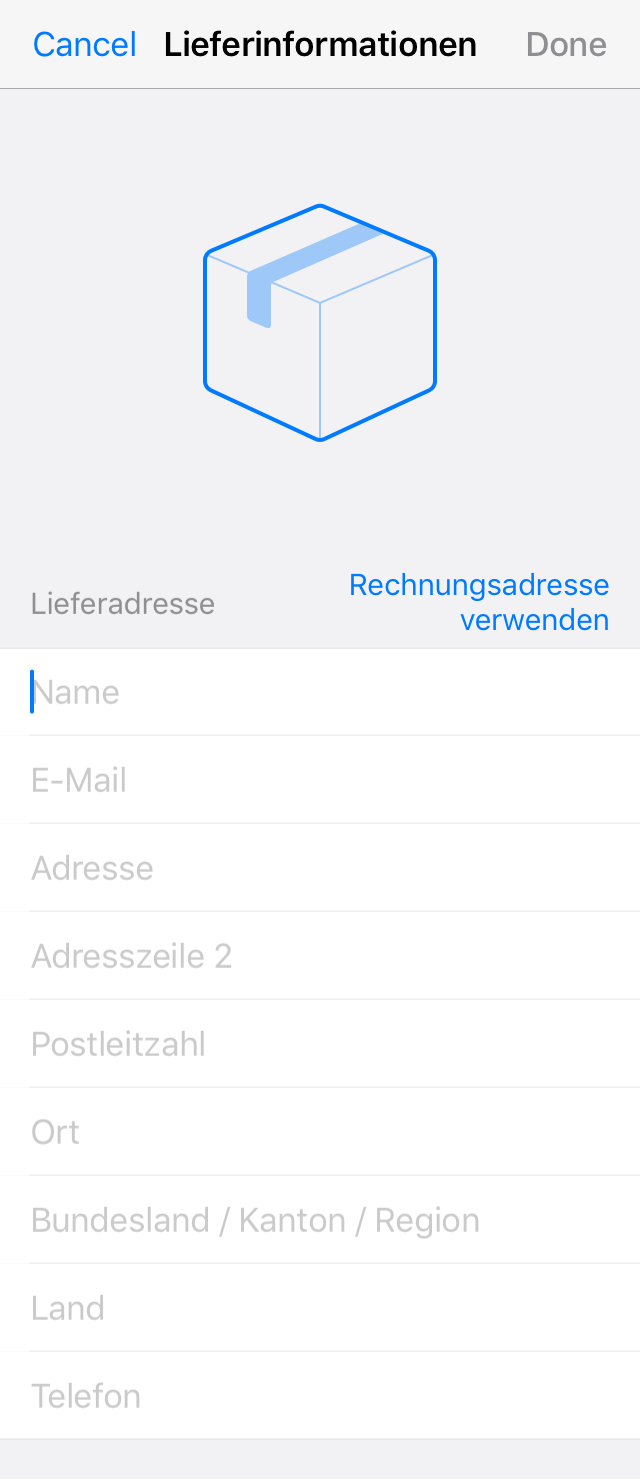 Cancel Lieferinformationen Done
Lieferadresse
Rechnungsadresse
verwenden
Name
E-Mail
Adresse
Adresszeile 2
Postleitzahl
Ort
Bundesland / Kanton / Region
Land
Telefon